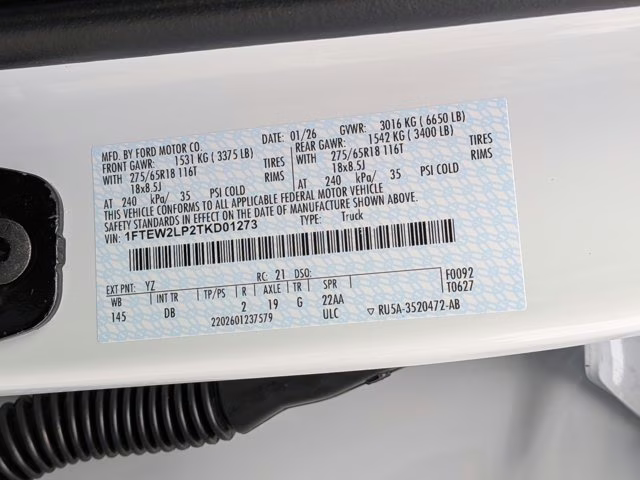 MFD. BY FORD MOTOR CO. DATE: 01/26 GVWR: 3016 KG ( 6650 LB)
FRONT GAWR: 1531 KG ( 3375 LB) REAR GAWR: 1542 KG ( 3400 LB)
WITH 275/65R18 116T TIRES WITH 275/65R18 116T TIRES
18x8.5J RIMS 18x8.5J RIMS
AT 240 kPa/ 35 PSI COLD AT 240 kPa/ 35 PSI COLD
THIS VEHICLE CONFORMS TO ALL APPLICABLE FEDERAL MOTOR VEHICLE
SAFETY STANDARDS IN EFFECT ON THE DATE OF MANUFACTURE SHOWN ABOVE.
VIN: 1FTEW2LP2TKD01273 TYPE: Truck
EXT PNT: YZ RC: 21 DSO: F0092
WB INT TR TP/PS R AXLE TR SPR T0627
145 DB 2 19 G 22AA
2202601237579 ULC ▽ RU5A-3520472-AB